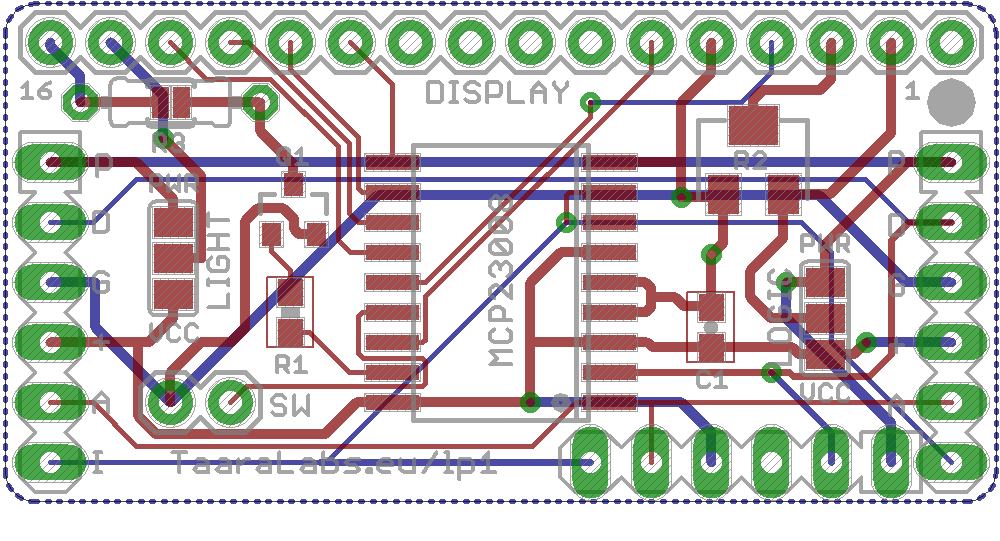 16
DISPLAY
1
R3
Q1
R2
P
P
PWR
D
D
LIGHT
MCP23008
PWR
G
G
LOGIC
VCC
+
R1
C1
VCC
A
SW
A
I
TaaraLabs.eu/lp1